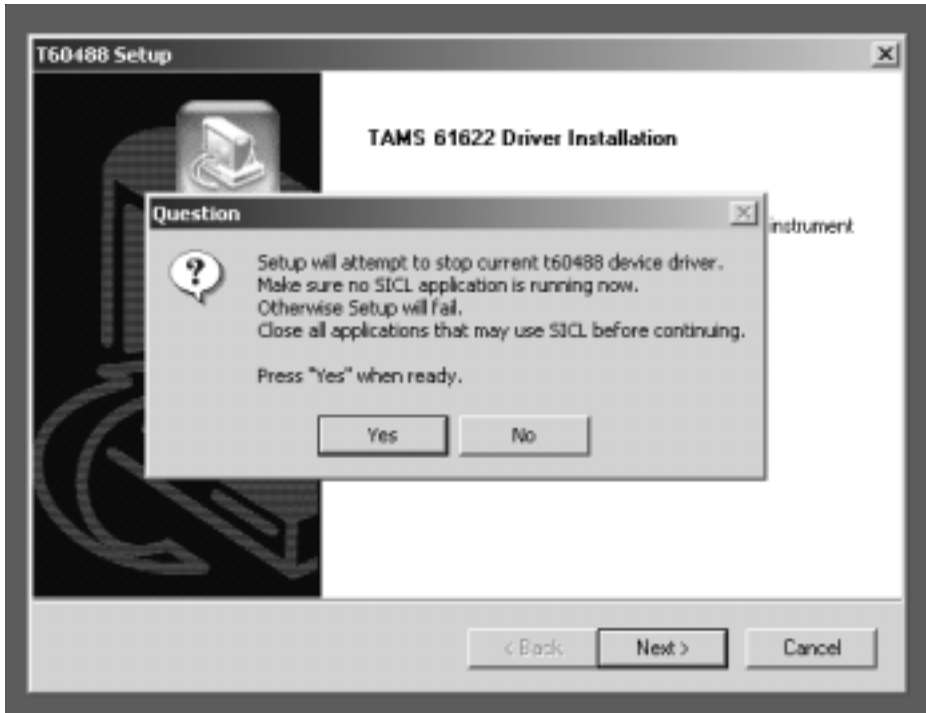 T60488 Setup
TAMS 61622 Driver Installation
instrument
Question
Setup will attempt to stop current t60488 device driver.
Make sure no SICL application is running now.
Otherwise Setup will fail.
Close all applications that may use SICL before continuing.
Press "Yes" when ready.
Yes
No
< Back
Next >
Cancel